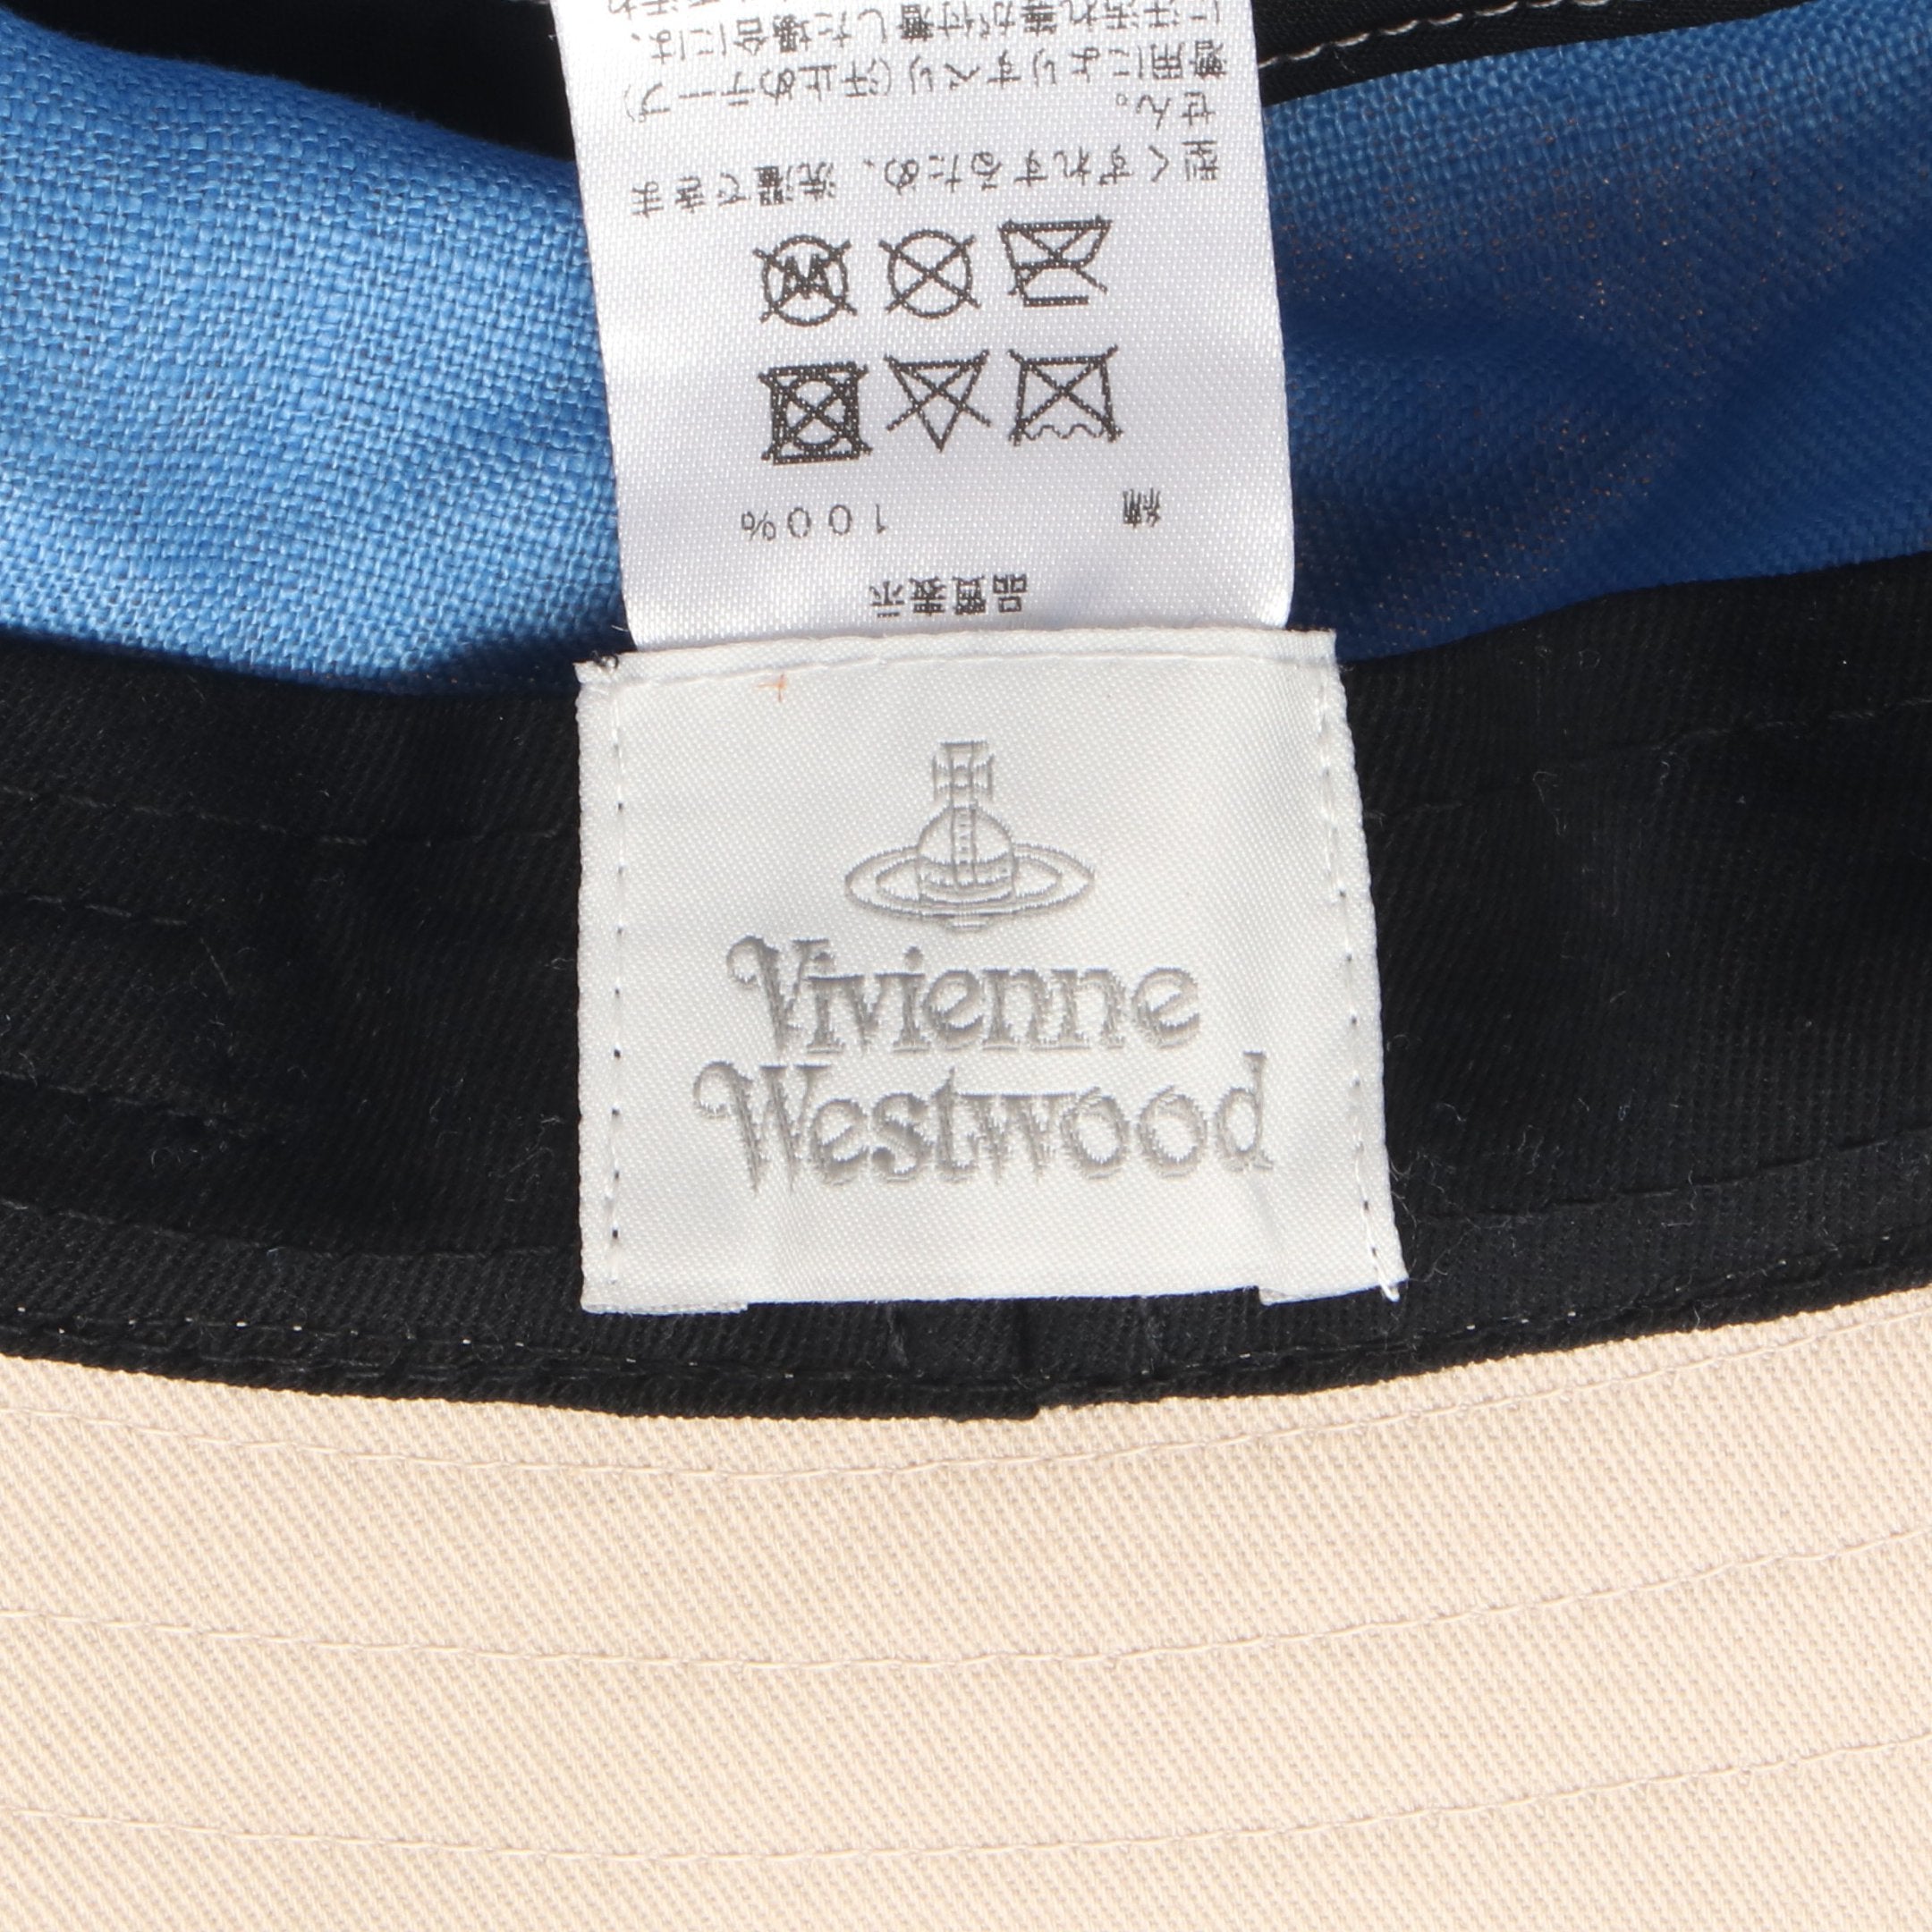 Vivienne
Westwood
品質表示
綿 100%
型くずれするため、洗濯できま
せん。
着用によりすべり(汗止めテープ)
に汗汚れ等が付着した場合には、